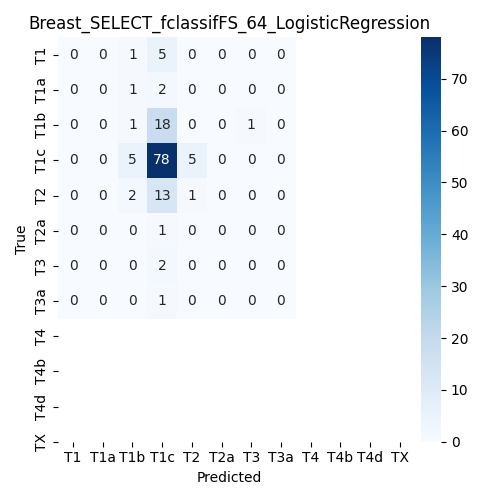 Breast_SELECT_fclassifFS_64_LogisticRegression
T1 0 0 1 5 0 0 0 0
T1a 0 0 1 2 0 0 0 0
T1b 0 0 1 18 0 0 1 0
T1c 0 0 5 78 5 0 0 0
T2 0 0 2 13 1 0 0 0
T2a 0 0 0 1 0 0 0 0
T3 0 0 0 2 0 0 0 0
T3a 0 0 0 1 0 0 0 0
T4
T4b
T4d
TX
True
T1 T1a T1b T1c T2 T2a T3 T3a T4 T4b T4d TX
Predicted
70
60
50
40
30
20
10
0